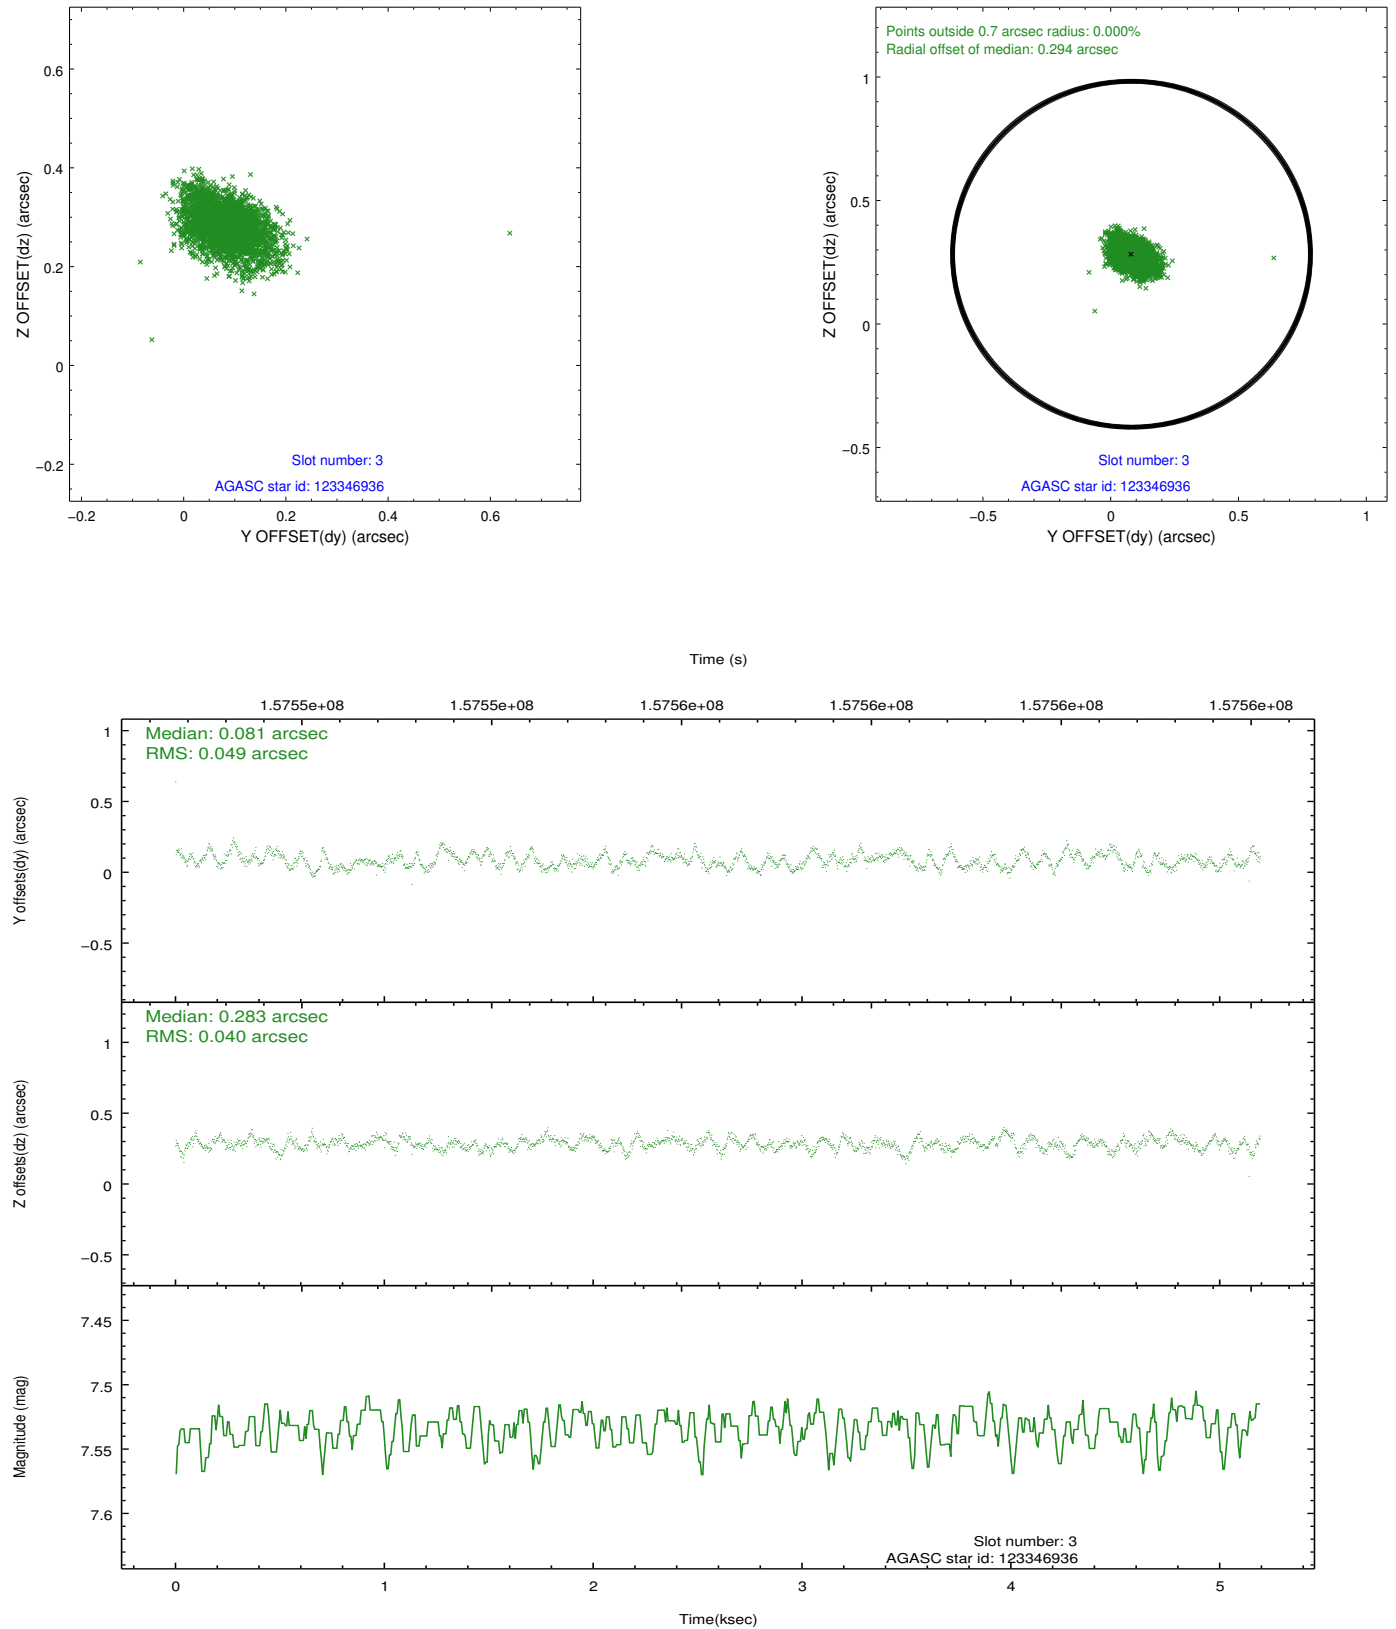 0.6
0.4
0.2
0
−0.2
Z OFFSET(dz) (arcsec)
Slot number: 3
AGASC star id: 123346936
−0.2 0 0.2 0.4 0.6
Y OFFSET(dy) (arcsec)
Points outside 0.7 arcsec radius: 0.000%
Radial offset of median: 0.294 arcsec
1
0.5
0
−0.5
Z OFFSET(dz) (arcsec)
Slot number: 3
AGASC star id: 123346936
−0.5 0 0.5 1
Y OFFSET(dy) (arcsec)
Time (s)
1.5755e+08 1.5755e+08 1.5756e+08 1.5756e+08 1.5756e+08 1.5756e+08
Median: 0.081 arcsec
RMS: 0.049 arcsec
1
0.5
0
−0.5
Y offsets(dy) (arcsec)
Median: 0.283 arcsec
RMS: 0.040 arcsec
1
0.5
0
−0.5
Z offsets(dz) (arcsec)
7.45
7.5
7.55
7.6
Magnitude (mag)
Slot number: 3
AGASC star id: 123346936
0 1 2 3 4 5
Time(ksec)